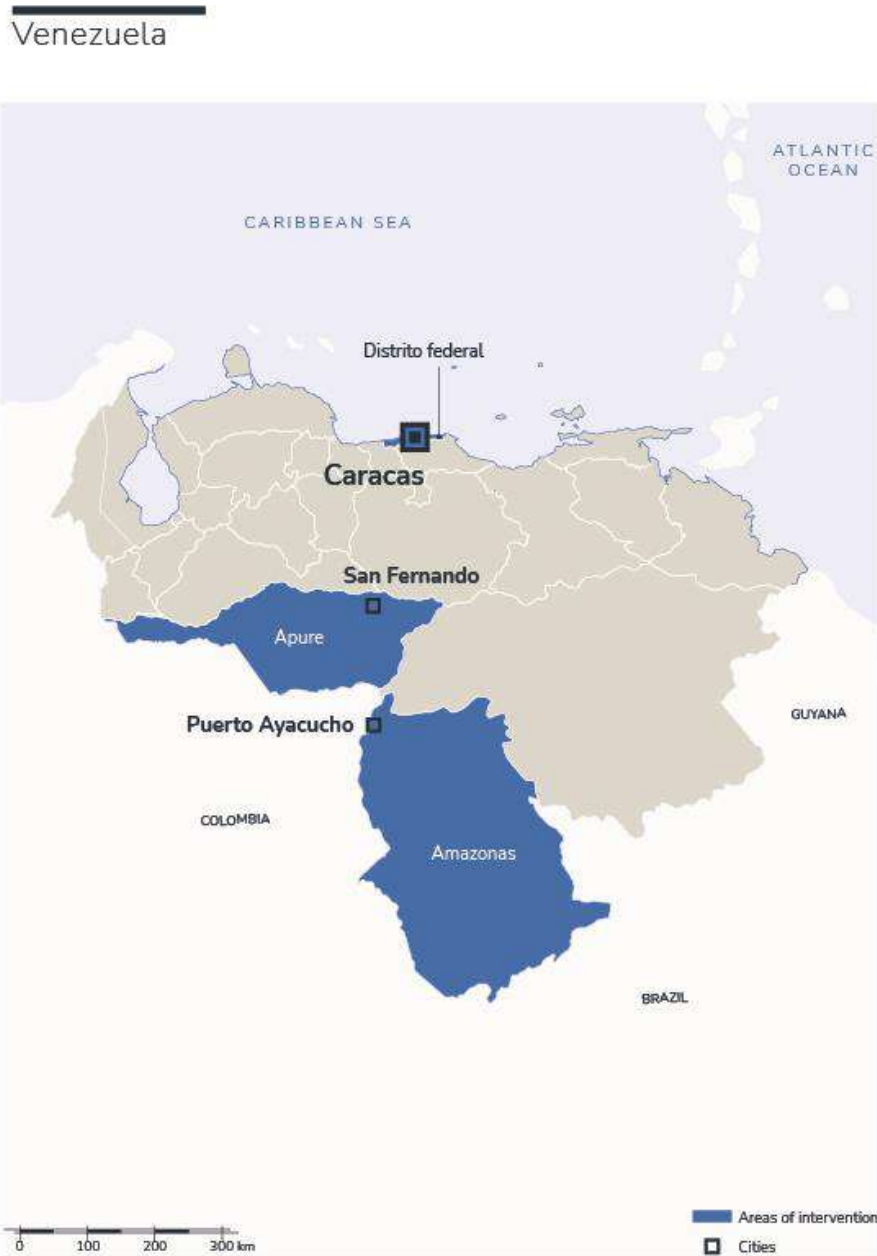 Venezuela
ATLANTIC
OCEAN
CARIBBEAN SEA
Distrito federal
Caracas
San Fernando
Apure
Puerto Ayacucho
GUYANA
COLOMBIA
Amazonas
BRAZIL
0 100 200 300 km
Areas of intervention
Cities